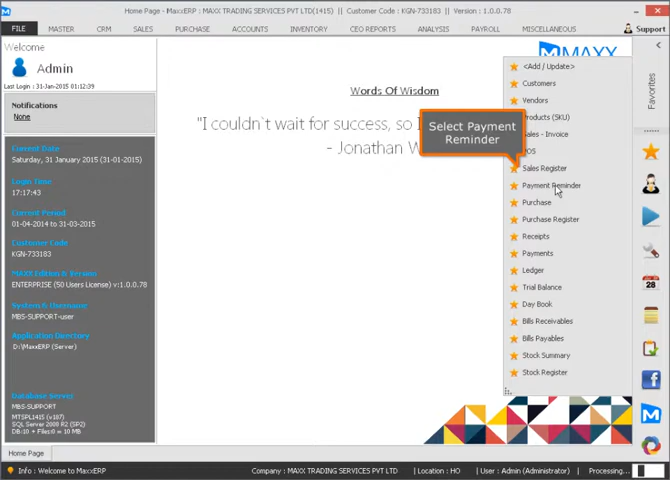 Home Page - MaxxERP : MAXX TRADING SERVICES PVT LTD(1415) || Customer Code : KGN-733183 || Version : 1.0.0.78
FILE MASTER CRM SALES PURCHASE ACCOUNTS INVENTORY CEO REPORTS ANALYSIS PAYROLL MISCELLANEOUS Support
Welcome
Admin
Last Login : 31-Jan-2015 01:12:39
Notifications
None
Current Date
Saturday, 31 January 2015 (31-01-2015)
Login Time
17:17:43
Current Period
01-04-2014 to 31-03-2015
Customer Code
KGN-733183
MAXX Edition & Version
ENTERPRISE (50 Users License) v:1.0.0.78
System & Username
MBS-SUPPORT-user
Application Directory
D:\MaxxERP (Server)
Database Server
MBS-SUPPORT
MTSPL1415 (v187)
SQL Server 2008 R2 (SP2)
DB:10 + Files:0 = 10 MB
MAXX
Words Of Wisdom
"I couldn`t wait for success, so I
- Jonathan W
Select Payment
Reminder
<Add / Update>
Customers
Vendors
Products (SKU)
Sales - Invoice
POS
Sales Register
Payment Reminder
Purchase
Purchase Register
Receipts
Payments
Ledger
Trial Balance
Day Book
Bills Receivables
Bills Payables
Stock Summary
Stock Register
Favorites
28
Home Page
Info : Welcome to MaxxERP Company : MAXX TRADING SERVICES PVT LTD | Location : HO | User : Admin (Administrator) | Processing...